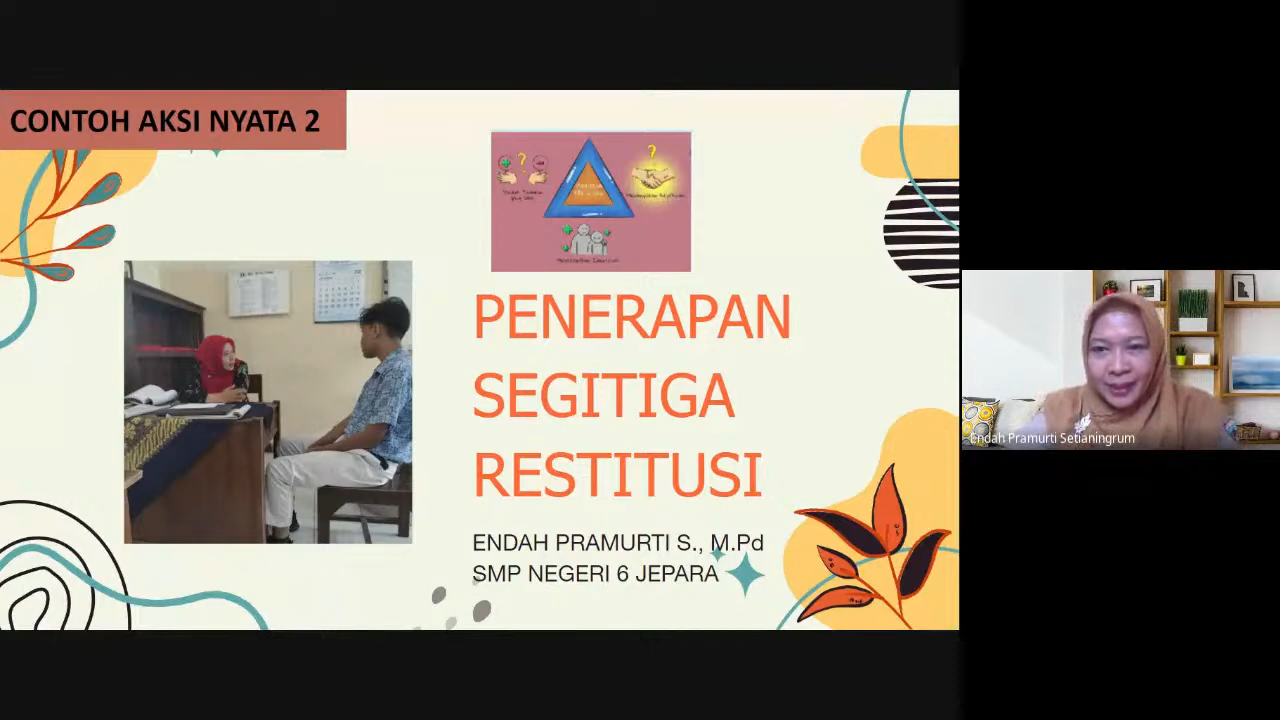 CONTOH AKSI NYATA 2
PENERAPAN
SEGITIGA
RESTITUSI
ENDAH PRAMURTI S., M.Pd
SMP NEGERI 6 JEPARA
Endah Pramurti Setianingrum